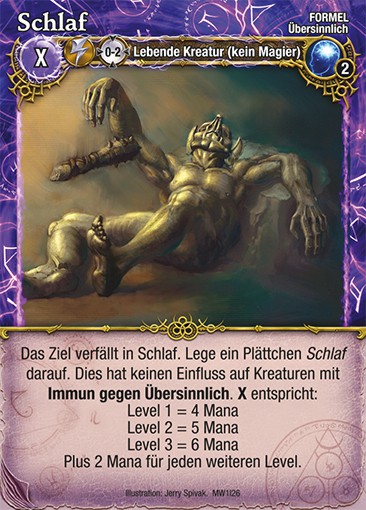 Schlaf
FORMEL
Übersinnlich
X
0-2
Lebende Kreatur (kein Magier)
2
Das Ziel verfällt in Schlaf. Lege ein Plättchen Schlaf
darauf. Dies hat keinen Einfluss auf Kreaturen mit
Immun gegen Übersinnlich. X entspricht:
Level 1 = 4 Mana
Level 2 = 5 Mana
Level 3 = 6 Mana
Plus 2 Mana für jeden weiteren Level.
Illustration: Jerry Spivak. MW1I26